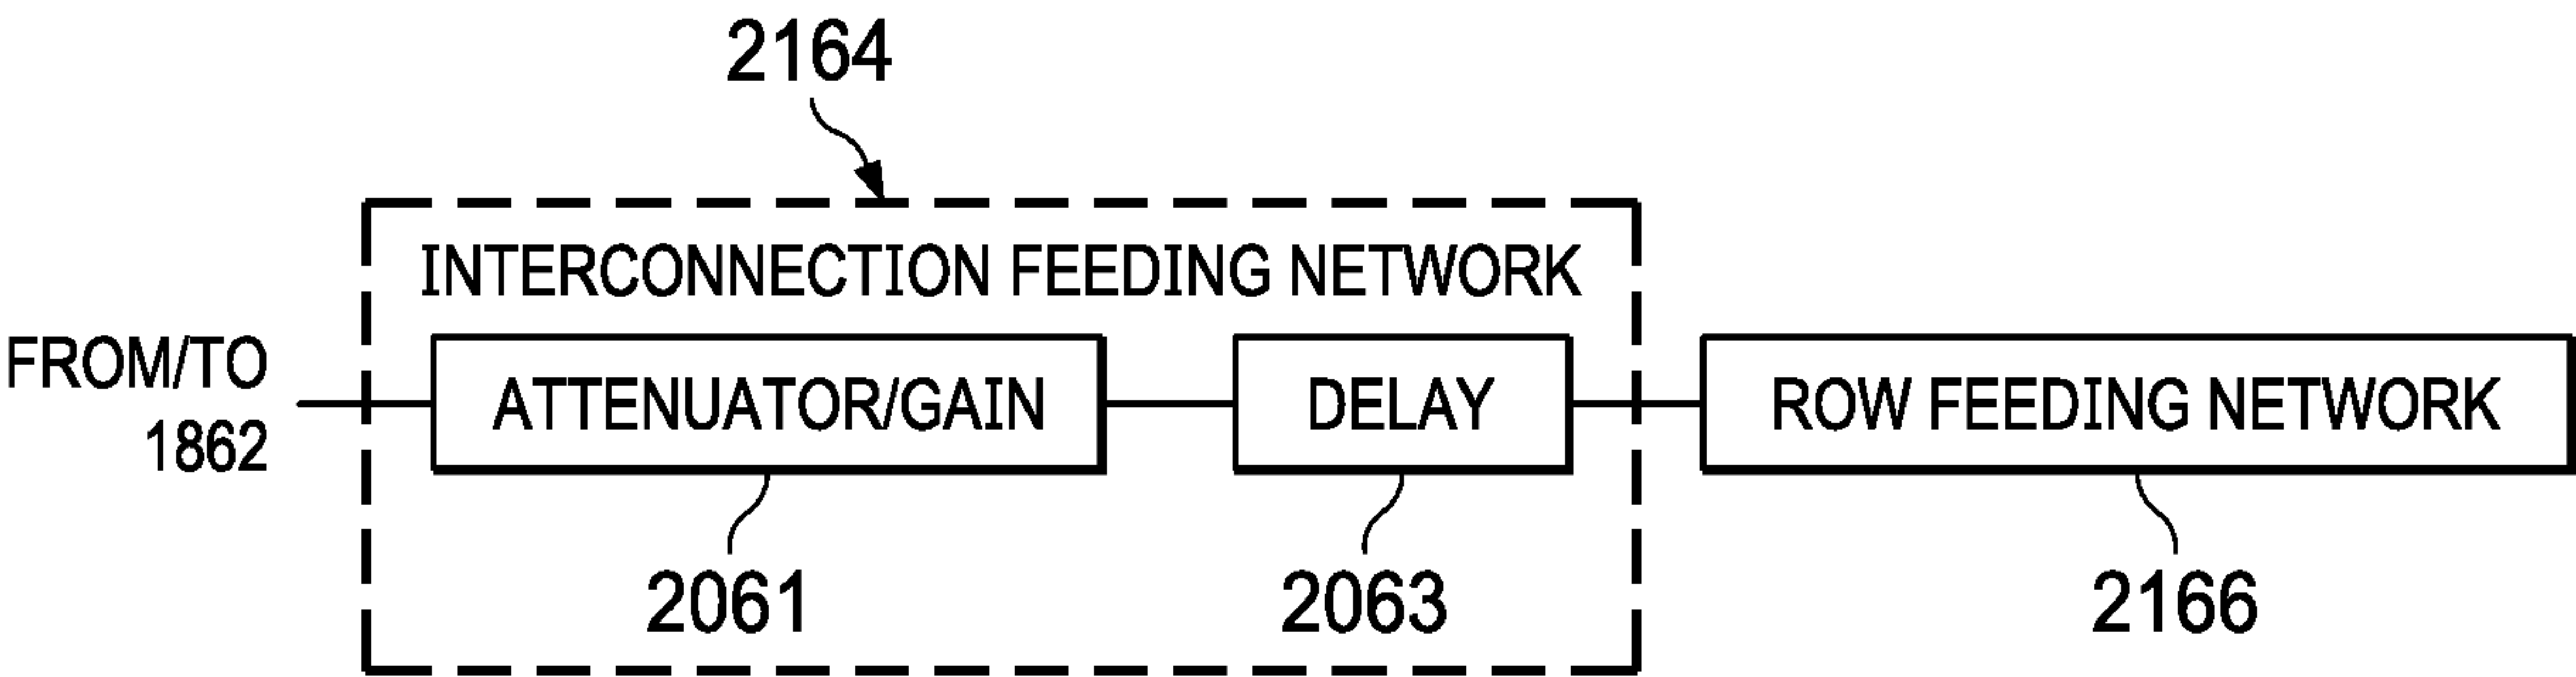 2164
INTERCONNECTION FEEDING NETWORK
FROM/TO
1862
ATTENUATOR/GAIN
DELAY
ROW FEEDING NETWORK
2061
2063
2166